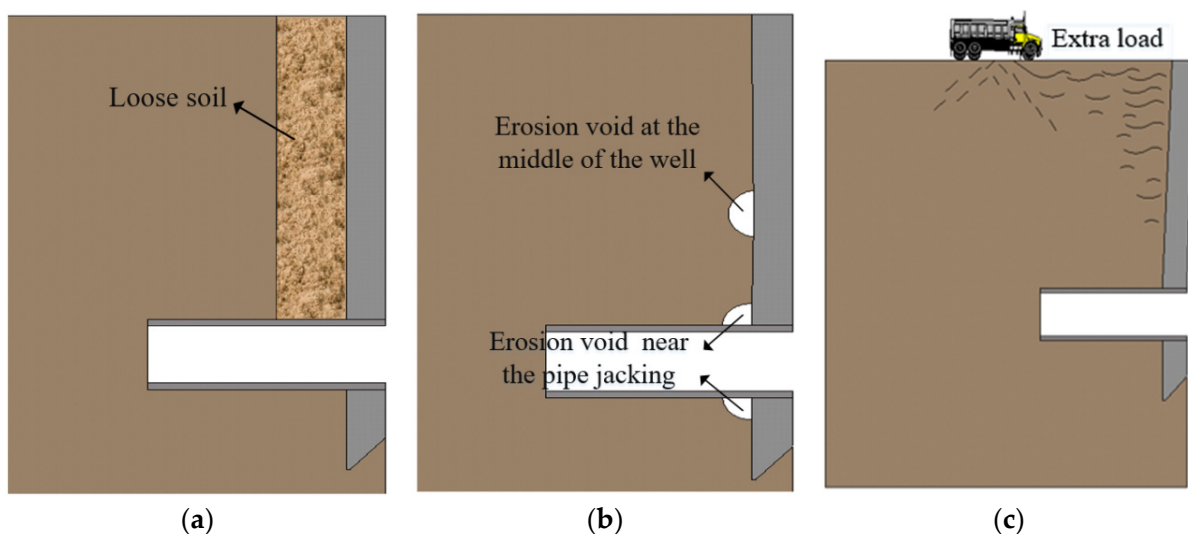 Loose soil
Erosion void at the
middle of the well
Erosion void near
the pipe jacking
Extra load
(a)
(b)
(c)